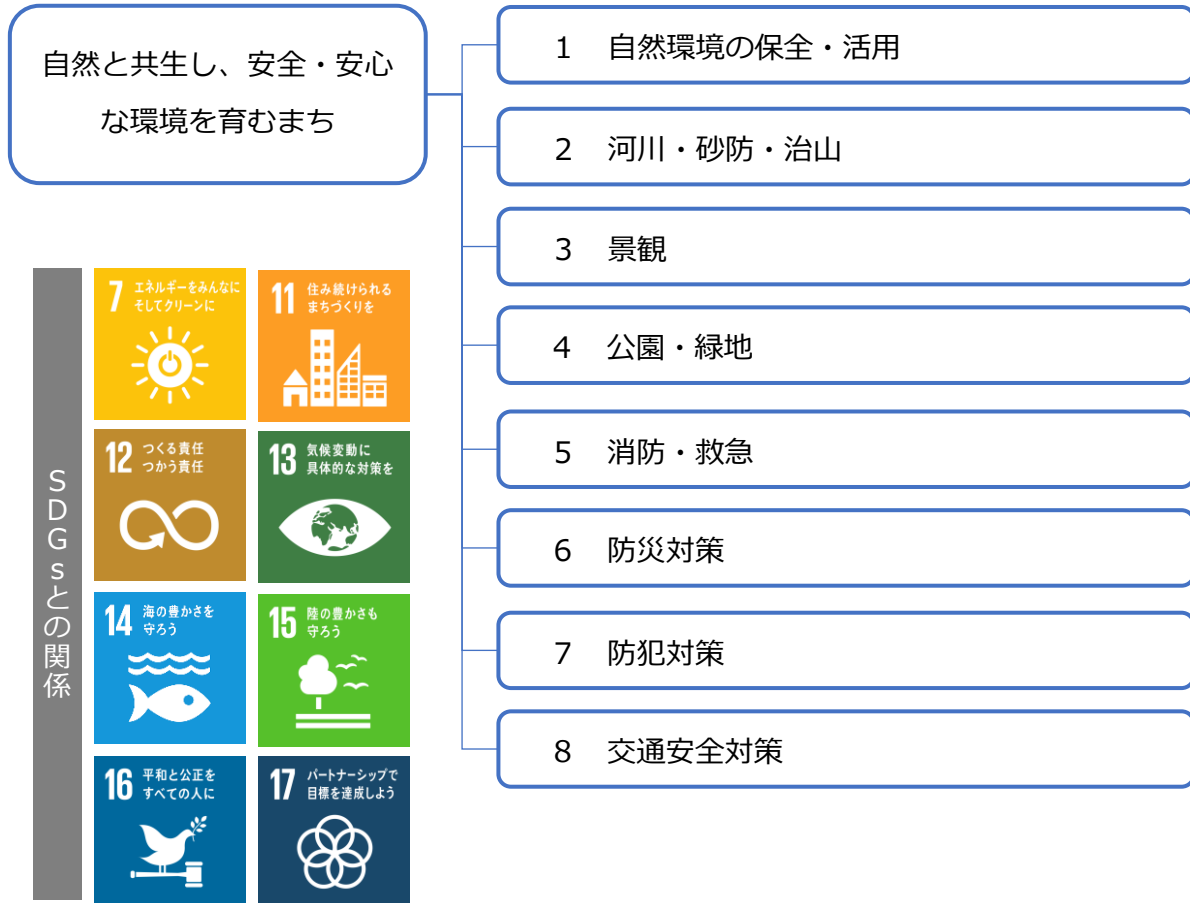 自然と共生し、安全・安心
な環境を育むまち
1 自然環境の保全・活用
2 河川・砂防・治山
3 景観
4 公園・緑地
5 消防・救急
6 防災対策
7 防犯対策
8 交通安全対策
SDGsとの関係
7 エネルギーをみんなに
そしてクリーンに
11 住み続けられる
まちづくりを
12 つくる責任
つかう責任
13 気候変動に
具体的な対策を
14 海の豊かさを
守ろう
15 陸の豊かさも
守ろう
16 平和と公正を
すべての人に
17 パートナーシップで
目標を達成しよう